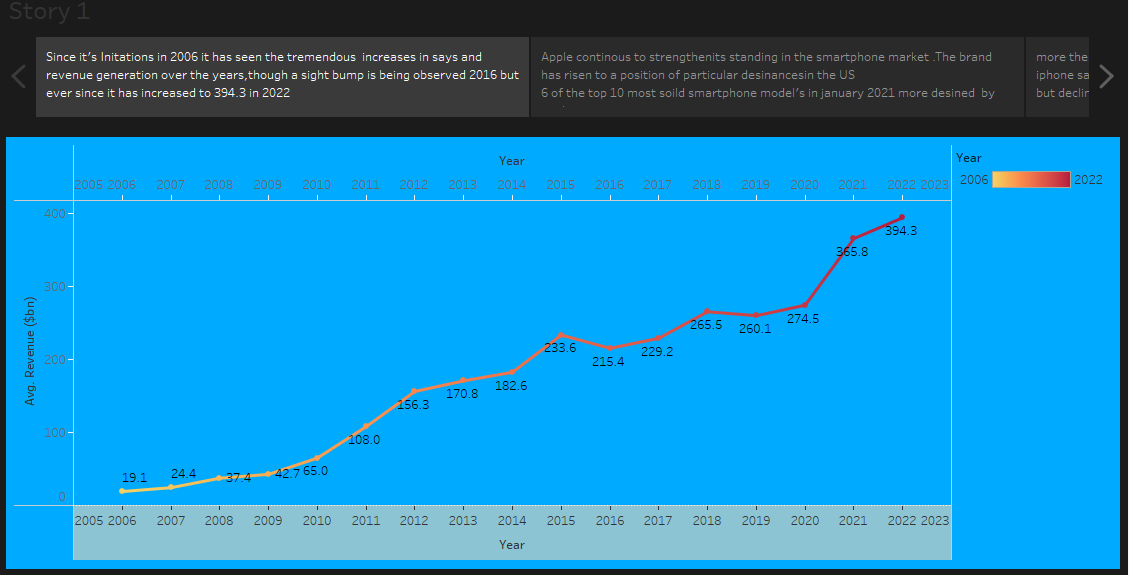 Story 1
Since it’s Initations in 2006 it has seen the tremendous increases in says and
revenue generation over the years,though a sight bump is being observed 2016 but
ever since it has increased to 394.3 in 2022
Apple continous to strengthenits standing in the smartphone market .The brand
has risen to a position of particular desinancesin the US
6 of the top 10 most soild smartphone model’s in january 2021 more desined by
more the
iphone sa
but declin
Year
2005 2006 2007 2008 2009 2010 2011 2012 2013 2014 2015 2016 2017 2018 2019 2020 2021 2022 2023
Year
2006 2022
Avg. Revenue ($bn)
400
300
200
100
0
19.1 24.4 37.4 42.7 65.0 108.0 156.3 170.8 182.6 233.6 215.4 229.2 265.5 260.1 274.5 365.8 394.3
2005 2006 2007 2008 2009 2010 2011 2012 2013 2014 2015 2016 2017 2018 2019 2020 2021 2022 2023
Year